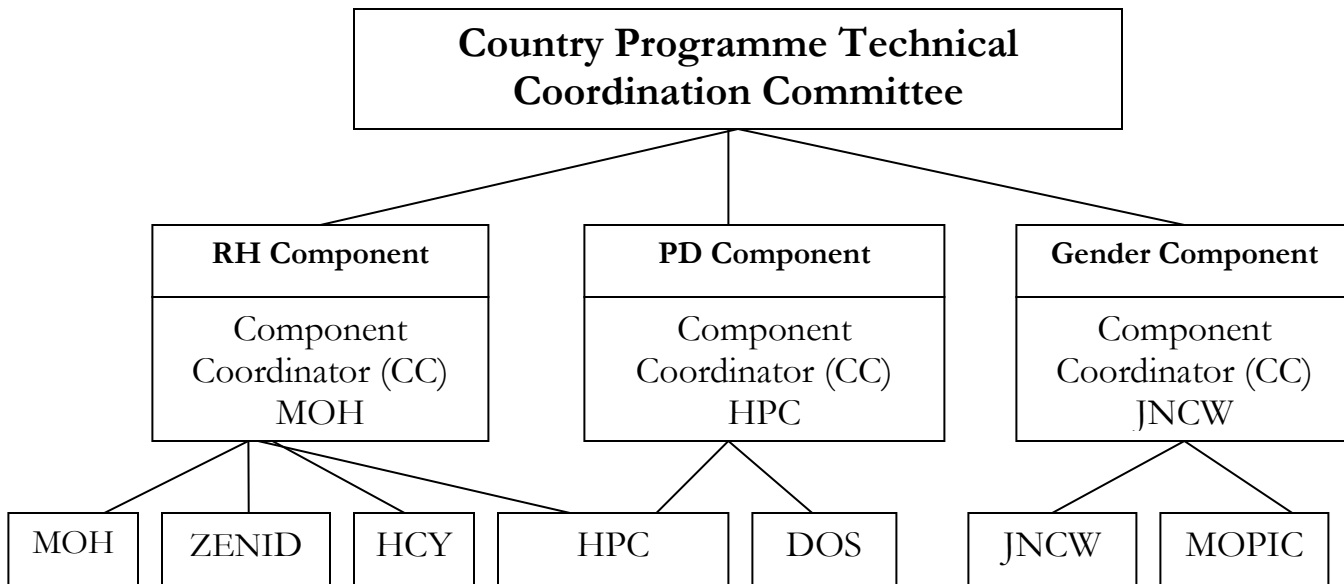 Country Programme Technical
Coordination Committee
RH Component
Component
Coordinator (CC)
MOH
PD Component
Component
Coordinator (CC)
HPC
Gender Component
Component
Coordinator (CC)
JNCW
MOH
ZENID
HCY
HPC
DOS
JNCW
MOPIC